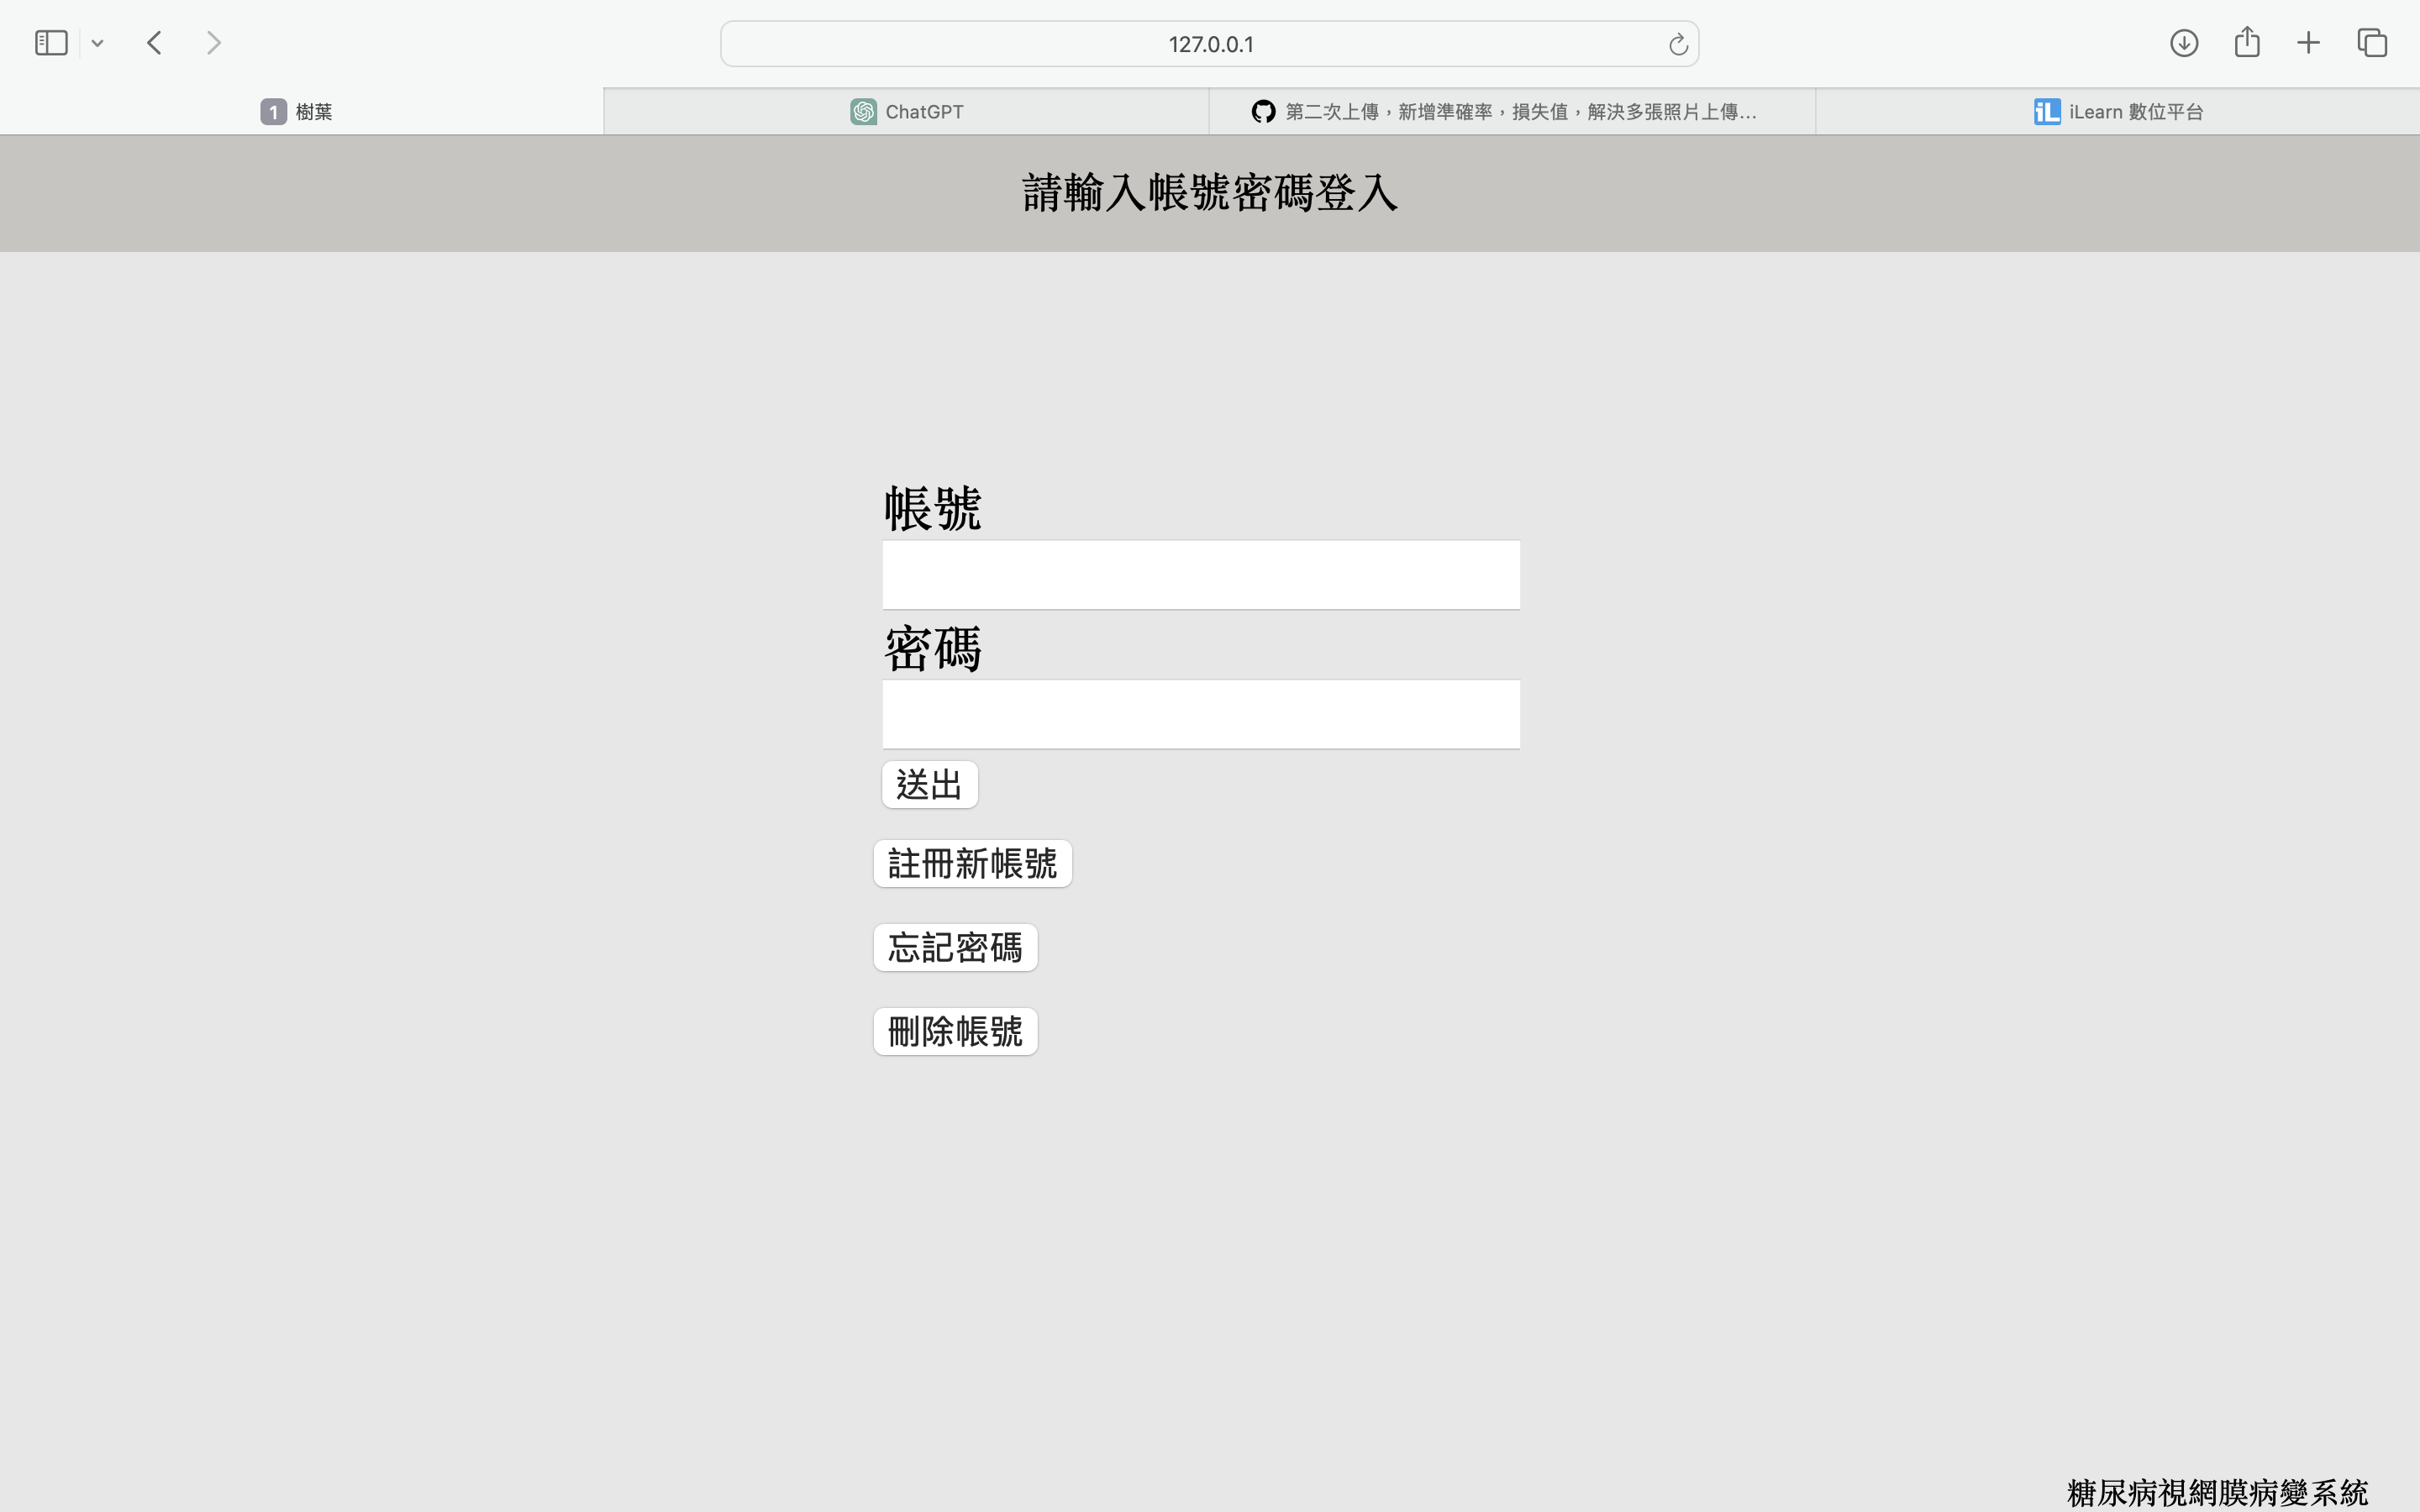 127.0.0.1
1 樹葉
ChatGPT
第二次上傳，新增準確率，損失值，解決多張照片上傳...
iL iLearn 數位平台
請輸入帳號密碼登入
帳號
密碼
送出
註冊新帳號
忘記密碼
刪除帳號
糖尿病視網膜病變系統